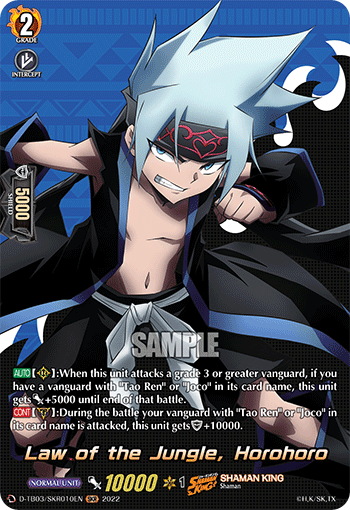 2
GRADE
INTERCEPT
5000
SHIELD
SAMPLE
AUTO【 】:When this unit attacks a grade 3 or greater vanguard, if you
have a vanguard with "Tao Ren" or "Joco" in its card name, this unit
gets +5000 until end of that battle.
CONT【 】:During the battle your vanguard with "Tao Ren" or "Joco" in
its card name is attacked, this unit gets +10000.
Law of the Jungle, Horohoro
NORMAL UNIT
10000
1
SHAMAN KING
SHAMAN KING
Shaman
D-TB03/SKR010EN SKR 2022
©H,K/SK,TX